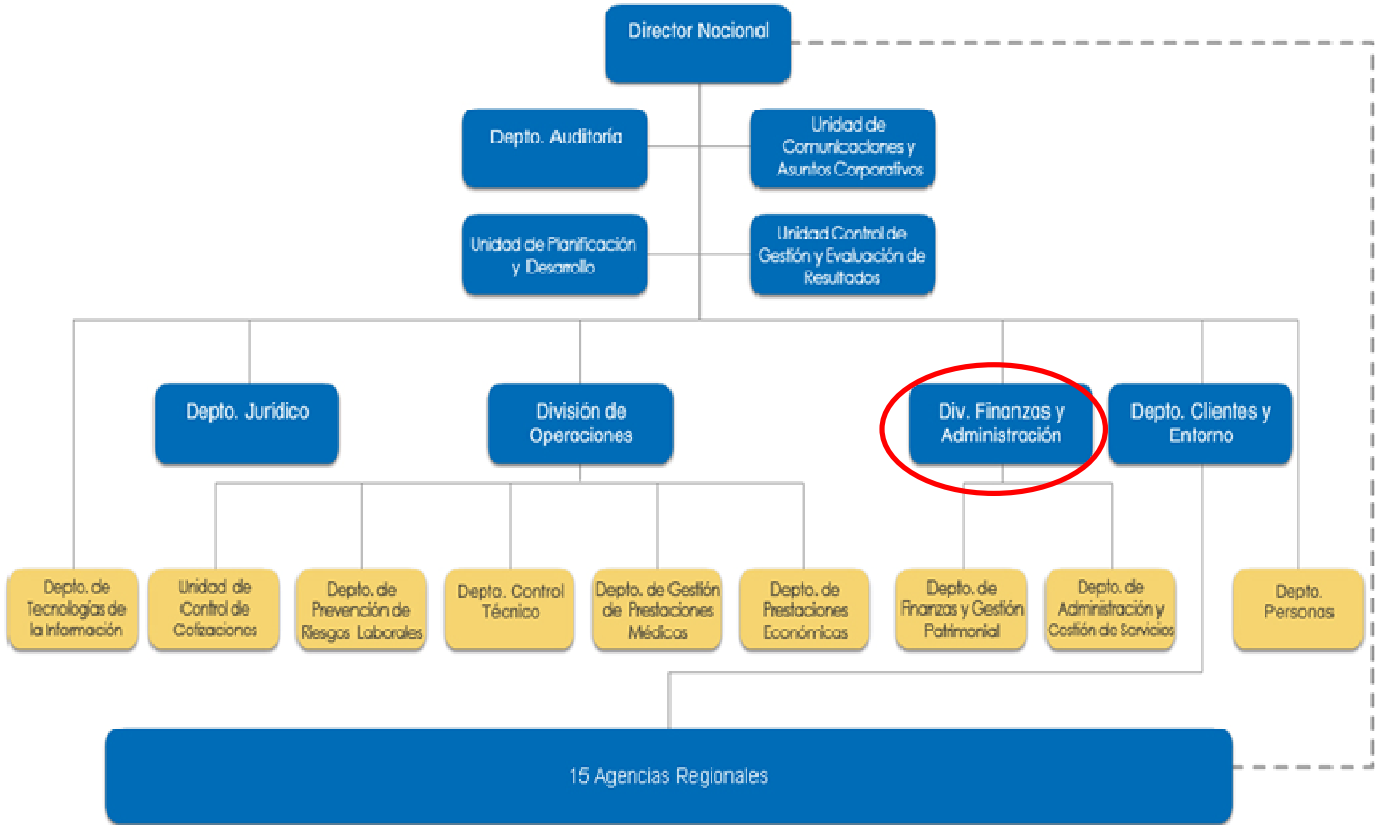 Director Nacional
Depto. Auditoría
Unidad de
Comunicaciones y
Asuntos Corporativos
Unidad de Planificación
y Desarrollo
Unidad Control de
Gestión y Evaluación de
Resultados
Depto. Jurídico
División de
Operaciones
Div. Finanzas y
Administración
Depto. Clientes y
Entorno
Depto. de
Tecnologías de
la Información
Unidad de
Control de
Cotizaciones
Depto. de
Prevención de
Riesgos Laborales
Depto. Control
Técnico
Depto. de Gestión
de Prestaciones
Médicas
Depto. de
Prestaciones
Económicas
Depto. de
Finanzas y Gestión
Patrimonial
Depto. de
Administración y
Gestión de Servicios
Depto.
Personas
15 Agencias Regionales